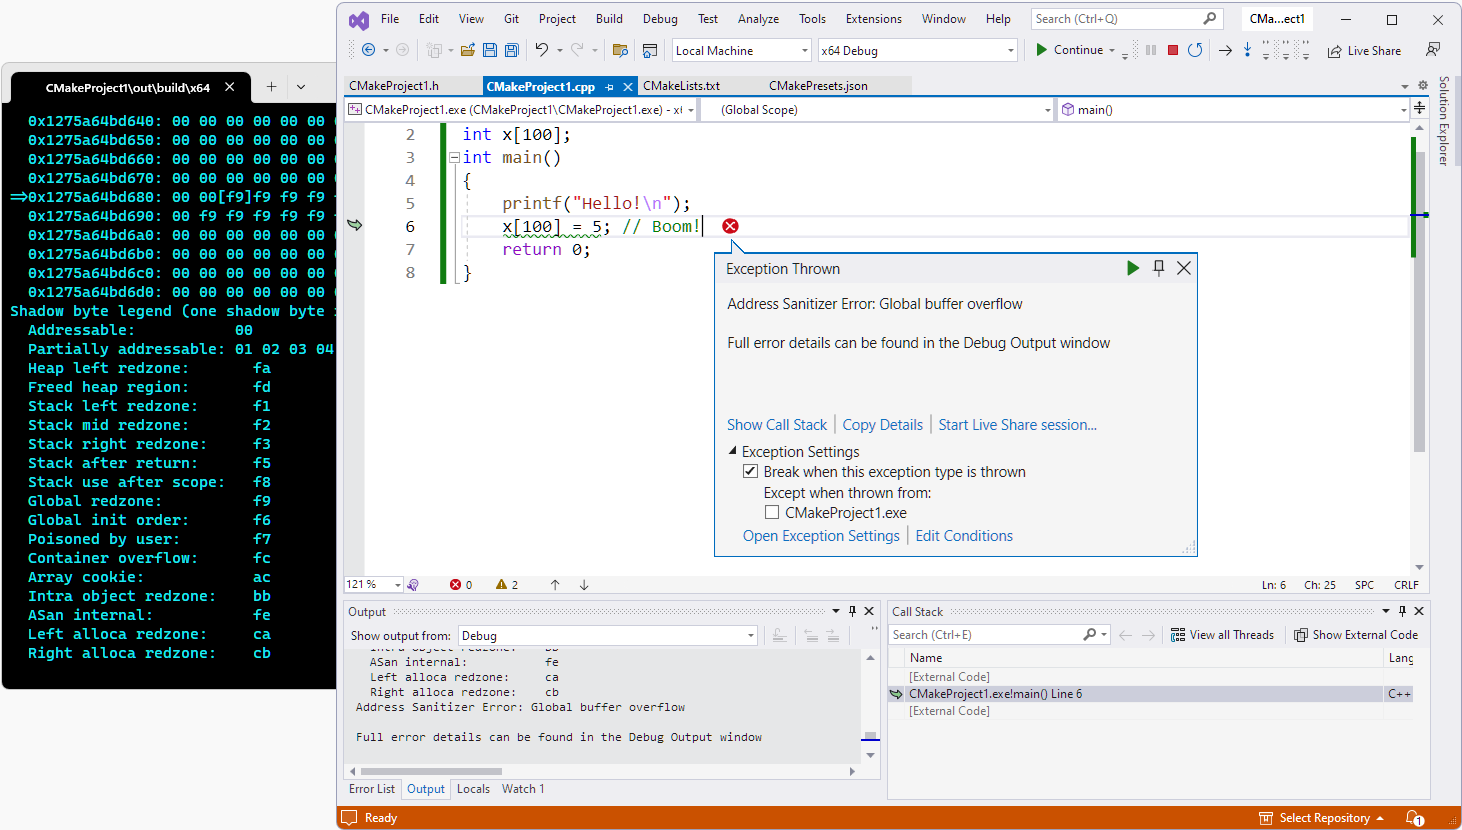 File Edit View Git Project Build Debug Test Analyze Tools Extensions Window Help Search (Ctrl+Q) CMa...ect1
Local Machine x64 Debug Continue Live Share
CMakeProject1\out\build\x64
CMakeProject1.h CMakeProject1.cpp CMakeLists.txt CMakePresets.json
CMakeProject1.exe (CMakeProject1\CMakeProject1.exe) - (Global Scope) main()
Solution Explorer
0x1275a64bd640: 00 00 00 00 00 00
0x1275a64bd650: 00 00 00 00 00 00
0x1275a64bd660: 00 00 00 00 00 00
0x1275a64bd670: 00 00 00 00 00 00
=>0x1275a64bd680: 00 00[f9]f9 f9 f9
0x1275a64bd690: 00 f9 f9 f9 f9 f9
0x1275a64bd6a0: 00 00 00 00 00 00
0x1275a64bd6b0: 00 00 00 00 00 00
0x1275a64bd6c0: 00 00 00 00 00 00
0x1275a64bd6d0: 00 00 00 00 00 00
Shadow byte legend (one shadow byte
Addressable: 00
Partially addressable: 01 02 03 04
Heap left redzone: fa
Freed heap region: fd
Stack left redzone: f1
Stack mid redzone: f2
Stack right redzone: f3
Stack after return: f5
Stack use after scope: f8
Global redzone: f9
Global init order: f6
Poisoned by user: f7
Container overflow: fc
Array cookie: ac
Intra object redzone: bb
ASan internal: fe
Left alloca redzone: ca
Right alloca redzone: cb
2 int x[100];
3 int main()
4 {
5 printf("Hello!\n");
6 x[100] = 5; // Boom!
7 return 0;
8 }
Exception Thrown
Address Sanitizer Error: Global buffer overflow
Full error details can be found in the Debug Output window
Show Call Stack | Copy Details | Start Live Share session...
Exception Settings
Break when this exception type is thrown
Except when thrown from:
CMakeProject1.exe
Open Exception Settings | Edit Conditions
121 % 0 2 Ln: 6 Ch: 25 SPC CRLF
Output
Show output from: Debug
Intra object redzone: bb
ASan internal: fe
Left alloca redzone: ca
Right alloca redzone: cb
Address Sanitizer Error: Global buffer overflow
Full error details can be found in the Debug Output window
Error List Output Locals Watch 1
Call Stack
Search (Ctrl+E) View all Threads Show External Code
Name Lang
[External Code]
CMakeProject1.exe!main() Line 6 C++
[External Code]
Ready Select Repository 1